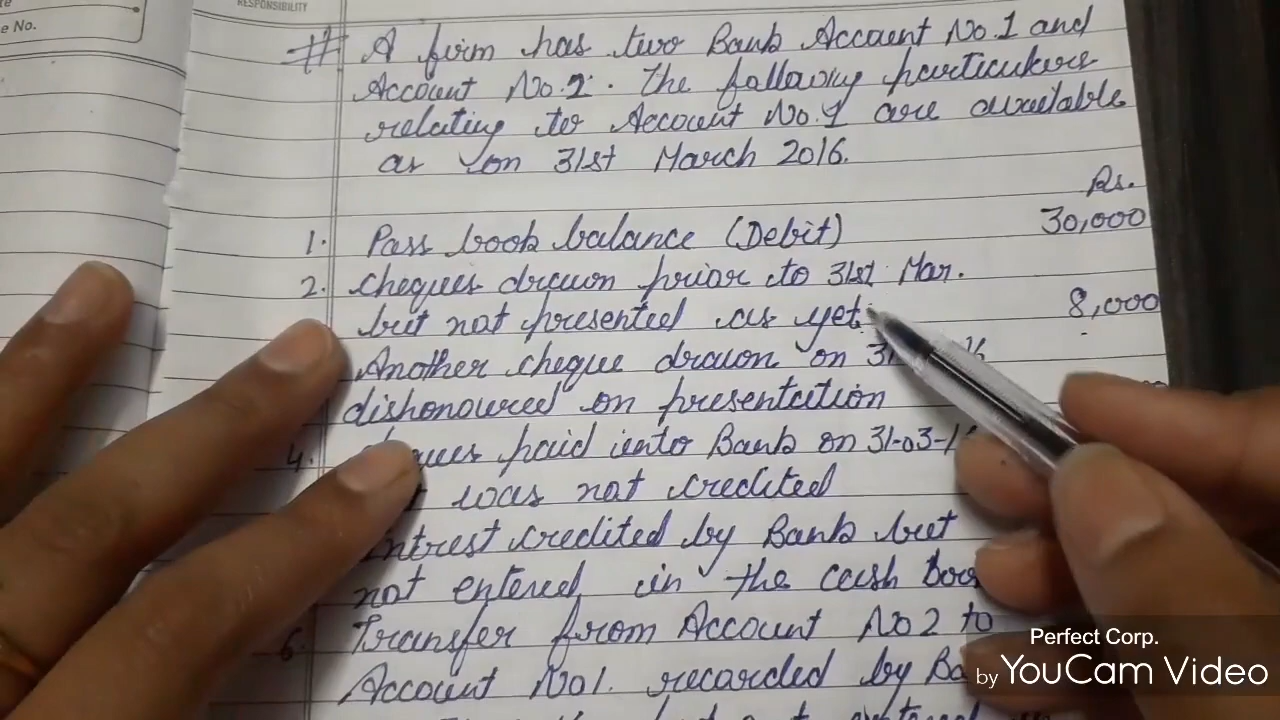 RESPONSIBILITY
e No.
# A firm has two Bank Account No.1 and
Account No.2. The following particulars
relating to Account No.1 are available
as on 31st March 2016.
Rs.
1. Pass book balance (Debit) 30,000
2. cheques drawn prior to 31st Mar.
but not presented as yet. 8,000
Another cheque drawn on
dishonoured on presentation
4. paid into Bank on 31-03-1
was not credited
credited by Bank but
not entered in the cash
6. Transfer from Account No 2 to
Account No1. recorded by
Perfect Corp.
by YouCam Video